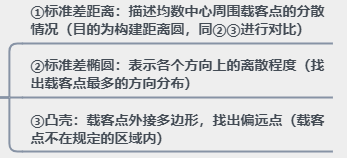 ①标准差距离：描述均数中心周围载客点的分散
情况（目的为构建距离圆，同②③进行对比）
②标准差椭圆：表示各个方向上的离散程度（找
出载客点最多的方向分布）
③凸壳：载客点外接多边形，找出偏远点（载客
点不在规定的区域内）